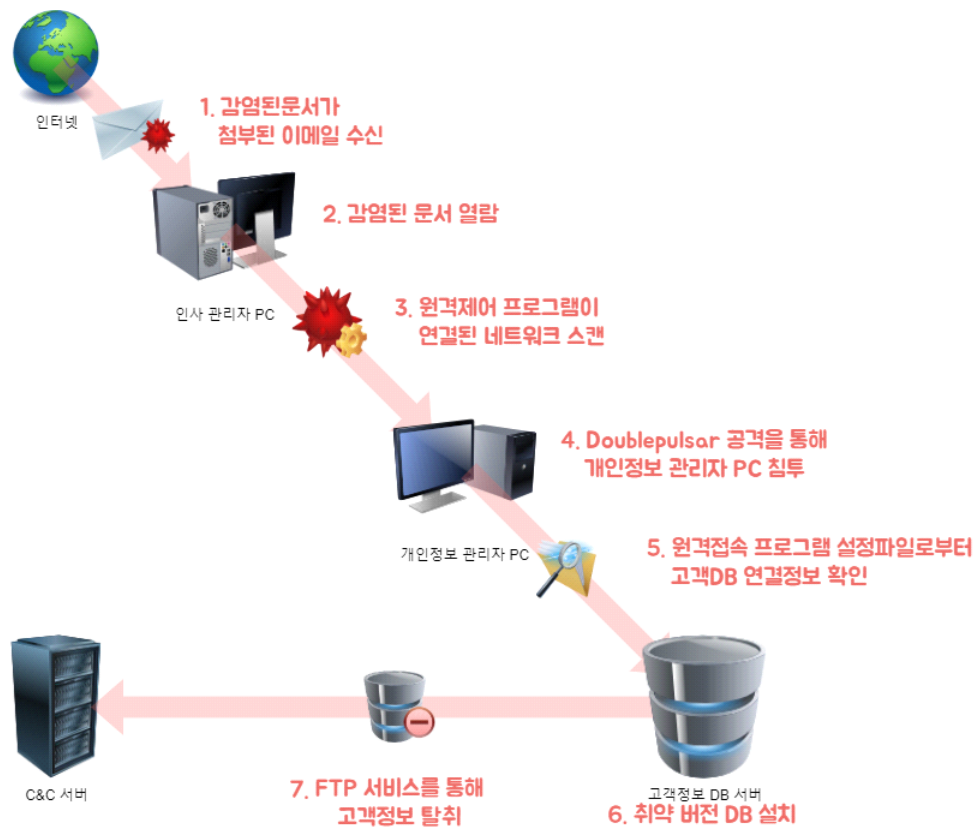 인터넷
1. 감염된문서가
첨부된 이메일 수신
2. 감염된 문서 열람
인사 관리자 PC
3. 원격제어 프로그램이
연결된 네트워크 스캔
4. Doublepulsar 공격을 통해
개인정보 관리자 PC 침투
개인정보 관리자 PC
5. 원격접속 프로그램 설정파일로부터
고객DB 연결정보 확인
C&C 서버
7. FTP 서비스를 통해
고객정보 탈취
고객정보 DB 서버
6. 취약 버전 DB 설치